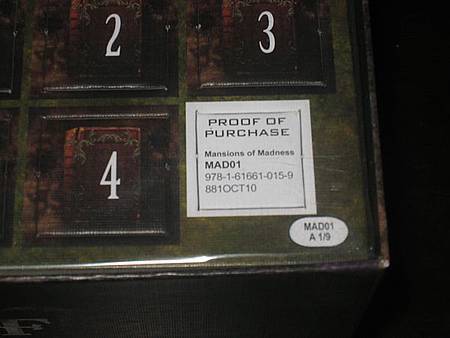 2
3
4
PROOF OF
PURCHASE
Mansions of Madness
MAD01
978-1-61661-015-9
881OCT10
MAD01
A 1/9
F